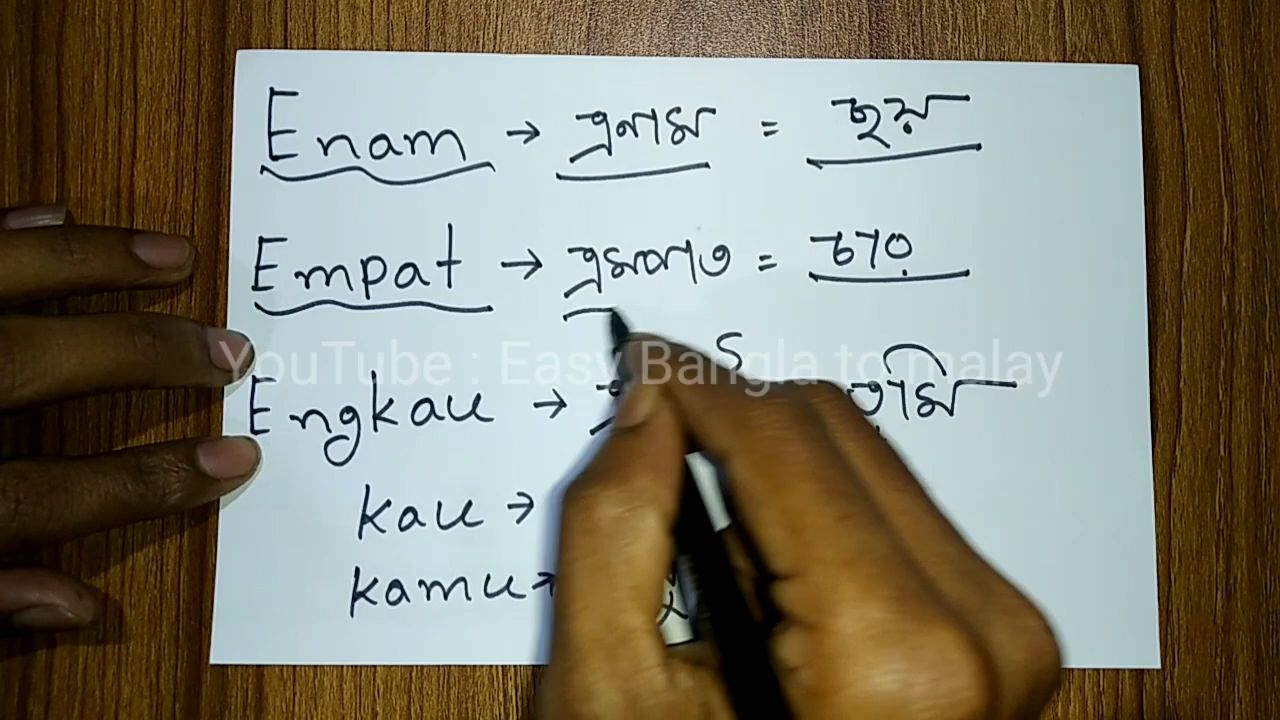 Enam → এনাম = ছয়
Empat → এমপাত = চার
YouTube : Easy Bangla to malay
Engkau → তুমি
kau →
kamu →